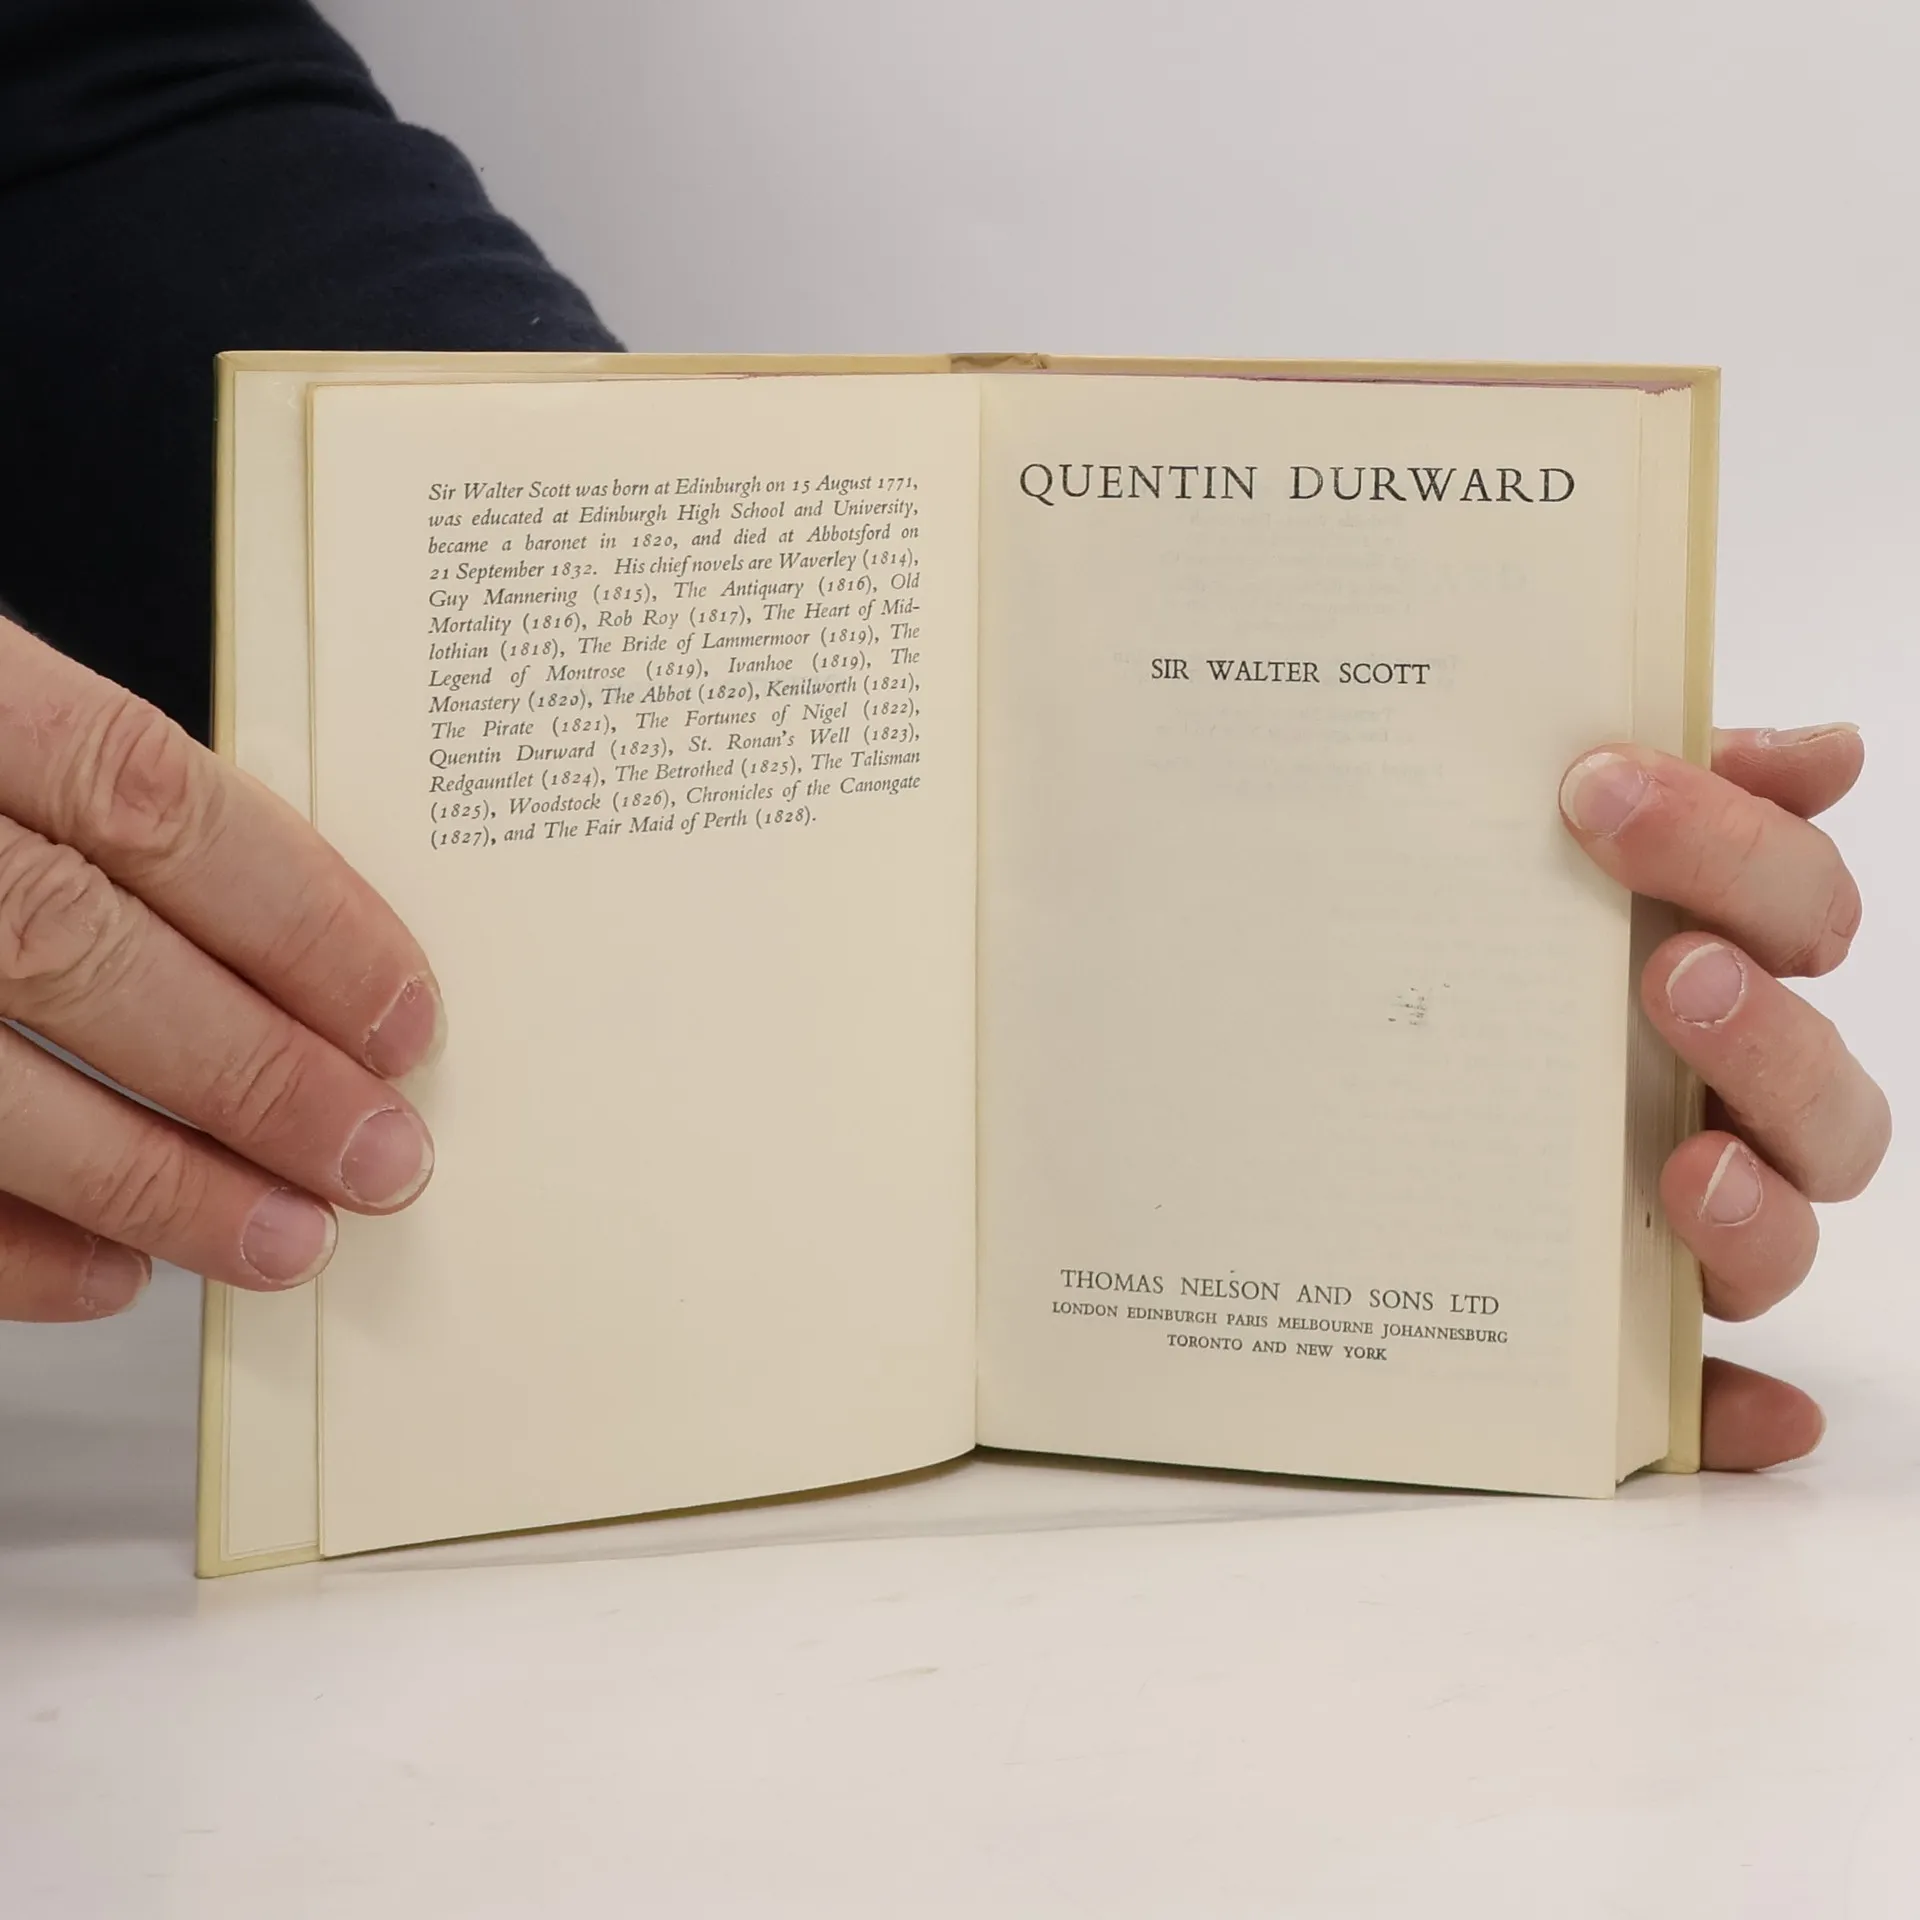 Sir Walter Scott was born at Edinburgh on 15 August 1771,
was educated at Edinburgh High School and University,
became a baronet in 1820, and died at Abbotsford on
21 September 1832. His chief novels are Waverley (1814),
Guy Mannering (1815), The Antiquary (1816), Old
Mortality (1816), Rob Roy (1817), The Heart of Mid-
lothian (1818), The Bride of Lammermoor (1819), The
Legend of Montrose (1819), Ivanhoe (1819), The
Monastery (1820), The Abbot (1820), Kenilworth (1821),
The Pirate (1821), The Fortunes of Nigel (1822),
Quentin Durward (1823), St. Ronan's Well (1823),
Redgauntlet (1824), The Betrothed (1825), The Talisman
(1825), Woodstock (1826), Chronicles of the Canongate
(1827), and The Fair Maid of Perth (1828).
QUENTIN DURWARD
SIR WALTER SCOTT
THOMAS NELSON AND SONS LTD
LONDON EDINBURGH PARIS MELBOURNE JOHANNESBURG
TORONTO AND NEW YORK